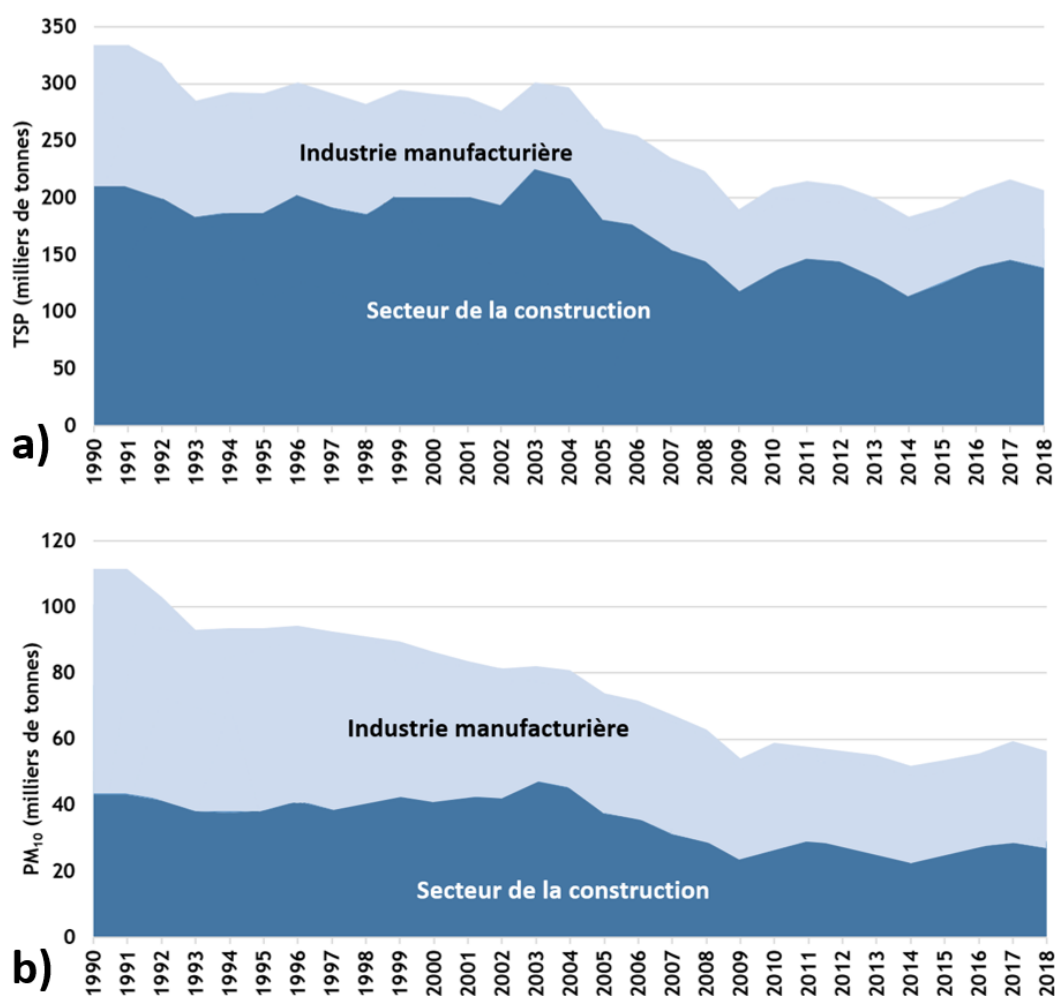 350
300
250
200
150
100
50
0
TSP (milliers de tonnes)
Industrie manufacturière
Secteur de la construction
a)
1990 1991 1992 1993 1994 1995 1996 1997 1998 1999 2000 2001 2002 2003 2004 2005 2006 2007 2008 2009 2010 2011 2012 2013 2014 2015 2016 2017 2018
120
100
80
60
40
20
0
PM₁₀ (milliers de tonnes)
Industrie manufacturière
Secteur de la construction
b)
1990 1991 1992 1993 1994 1995 1996 1997 1998 1999 2000 2001 2002 2003 2004 2005 2006 2007 2008 2009 2010 2011 2012 2013 2014 2015 2016 2017 2018